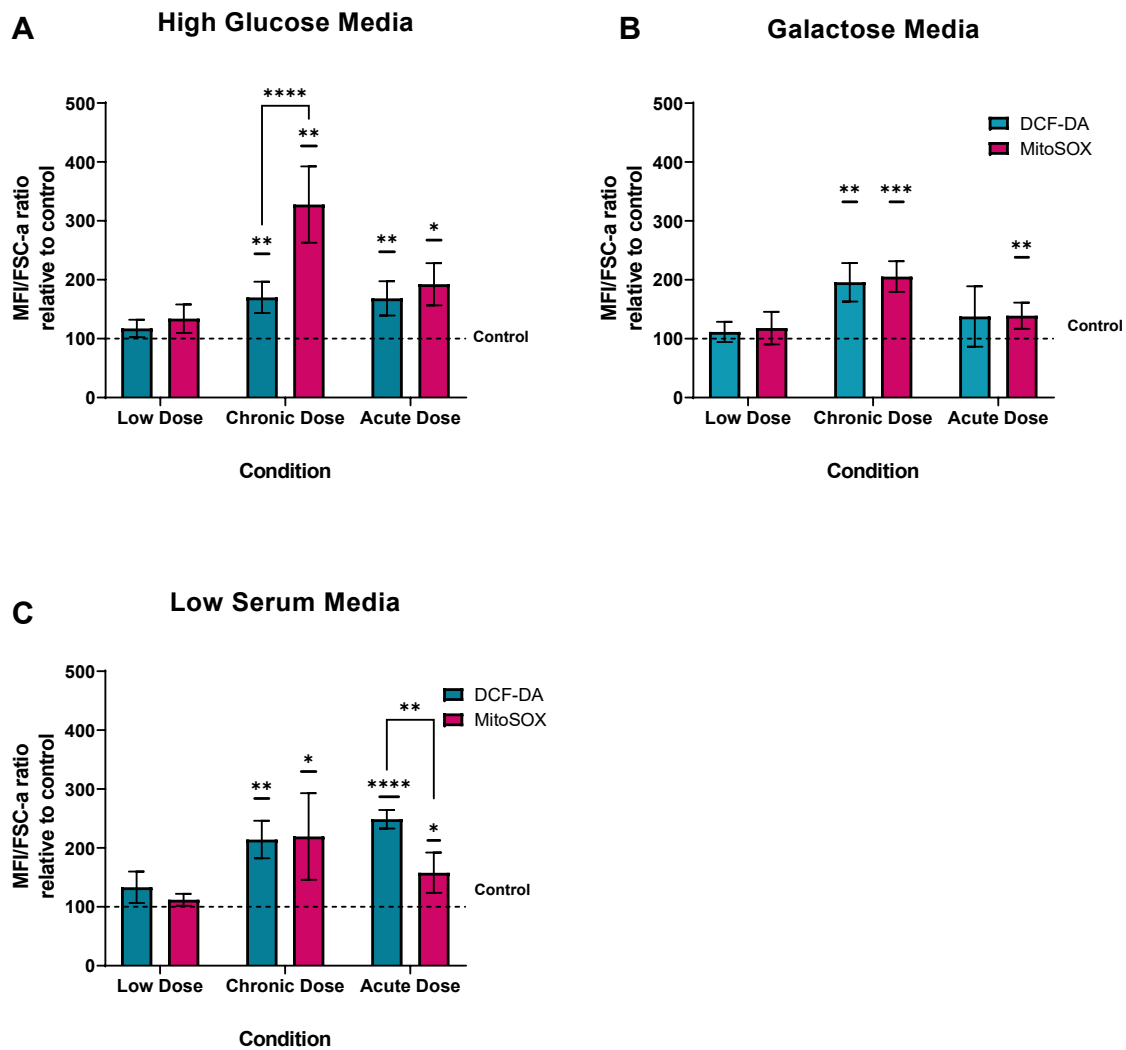 A
High Glucose Media
MFI/FSC-a ratio
relative to control
500
400
300
200
100
0
****
**
**
**
*
Control
Low Dose
Chronic Dose
Acute Dose
Condition
B
Galactose Media
MFI/FSC-a ratio
relative to control
500
400
300
200
100
0
DCF-DA
MitoSOX
**
***
**
Control
Low Dose
Chronic Dose
Acute Dose
Condition
C
Low Serum Media
MFI/FSC-a ratio
relative to control
500
400
300
200
100
0
DCF-DA
MitoSOX
**
**
*
****
*
Control
Low Dose
Chronic Dose
Acute Dose
Condition